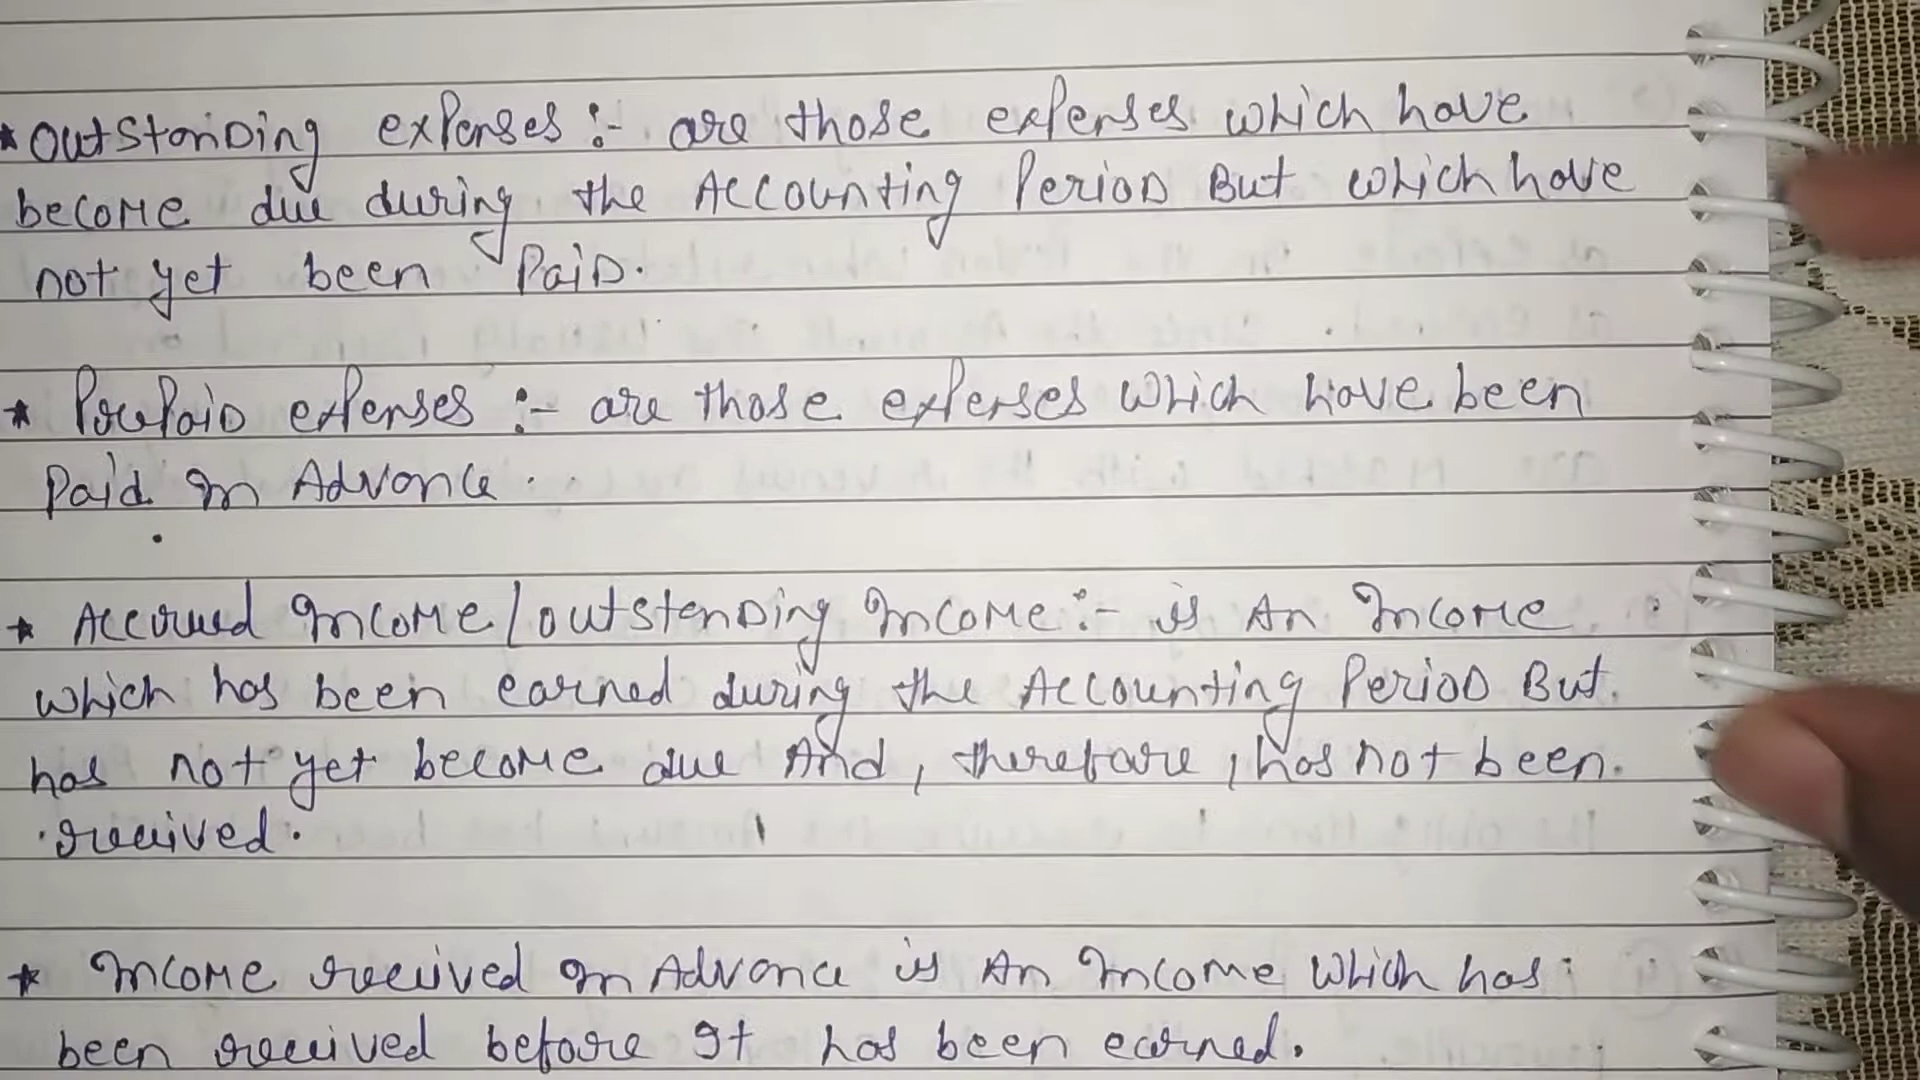 * Outstanding expenses :- are those expenses which have
become due during the Accounting Period But which have
not yet been Paid.
* Prepaid expenses :- are those expenses which have been
Paid In Advance.
* Accrued Income / outstanding Income :- is An Income
which has been earned during the Accounting Period But
has not yet become due And, therefore, has not been
received.
* Income received In Advance is An Income which has
been received before It has been earned.